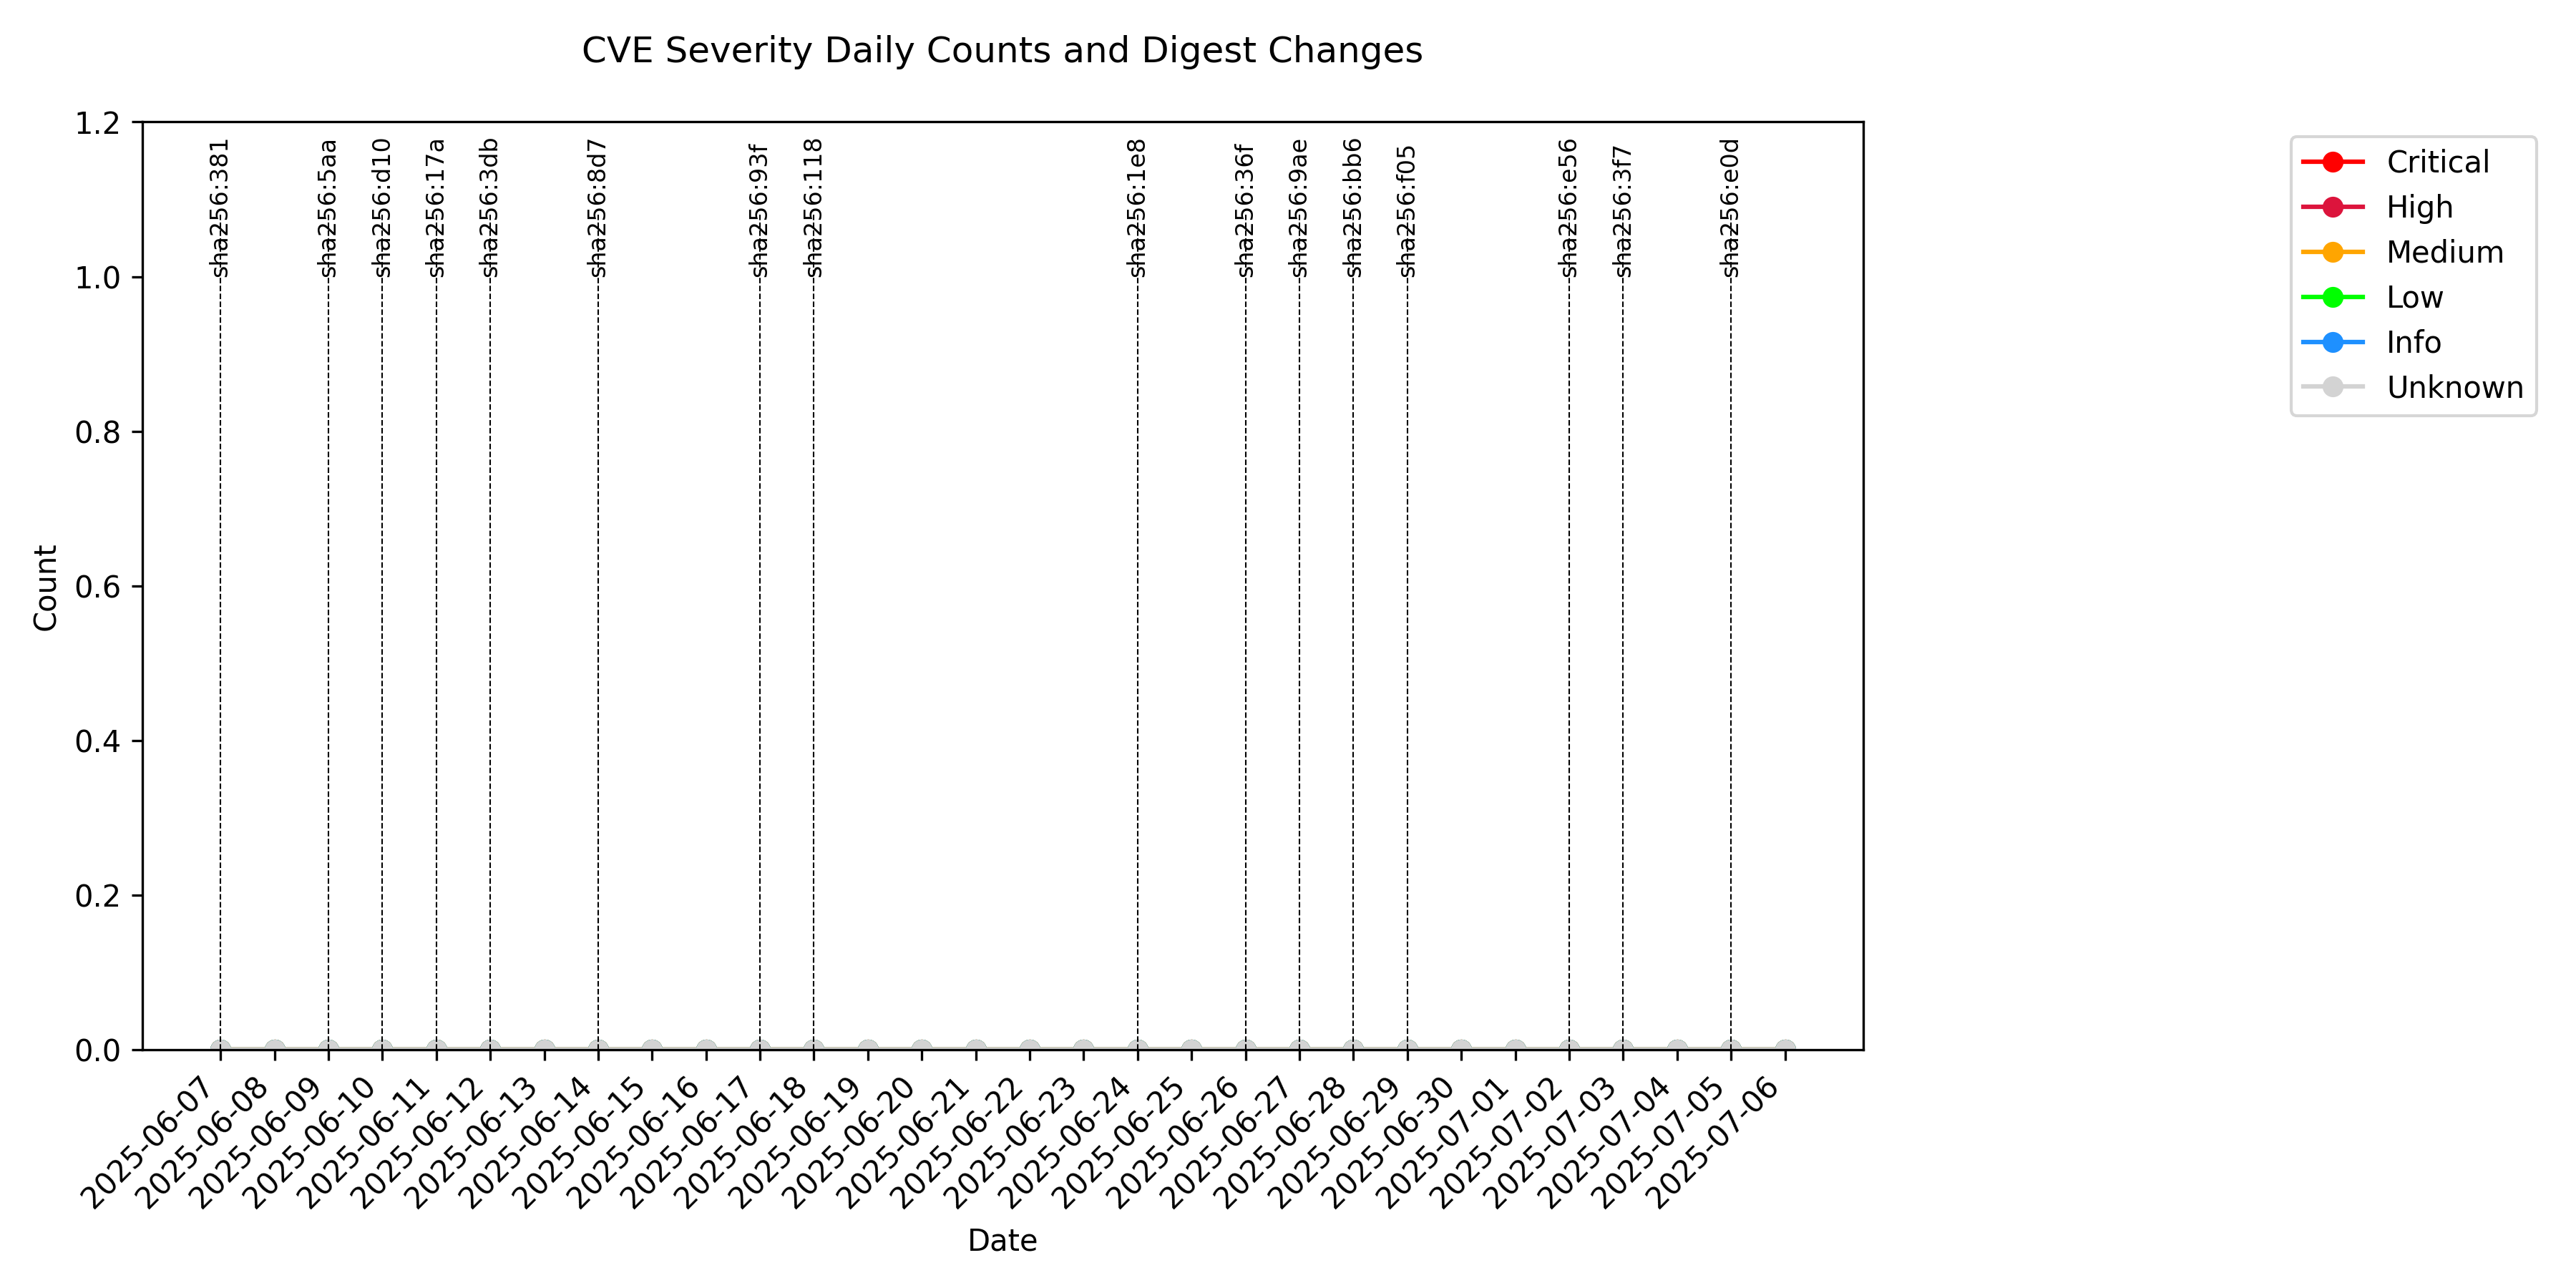 CVE Severity Daily Counts and Digest Changes
1.2
1.0
0.8
0.6
0.4
0.2
0.0
Count
sha256:381
sha256:5aa
sha256:d10
sha256:17a
sha256:3db
sha256:8d7
sha256:93f
sha256:118
sha256:1e8
sha256:36f
sha256:9ae
sha256:bb6
sha256:f05
sha256:e56
sha256:3f7
sha256:e0d
Critical
High
Medium
Low
Info
Unknown
2025-06-07
2025-06-08
2025-06-09
2025-06-10
2025-06-11
2025-06-12
2025-06-13
2025-06-14
2025-06-15
2025-06-16
2025-06-17
2025-06-18
2025-06-19
2025-06-20
2025-06-21
2025-06-22
2025-06-23
2025-06-24
2025-06-25
2025-06-26
2025-06-27
2025-06-28
2025-06-29
2025-06-30
2025-07-01
2025-07-02
2025-07-03
2025-07-04
2025-07-05
2025-07-06
Date